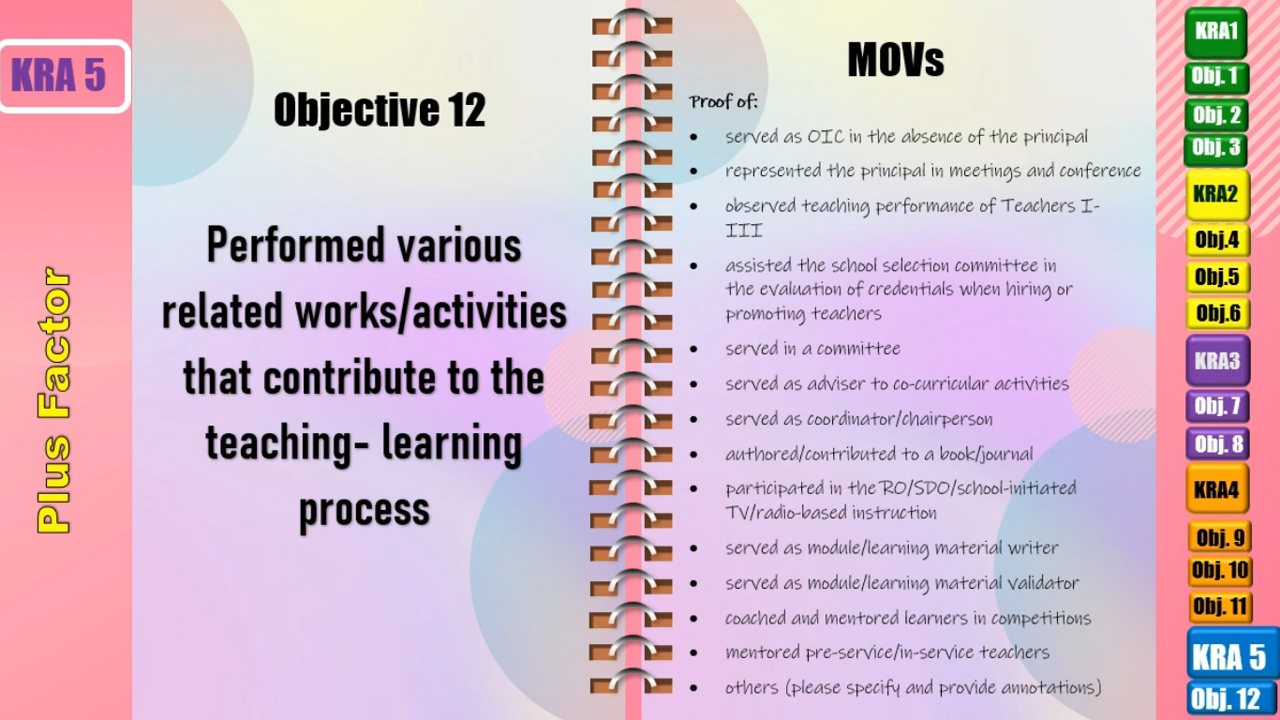 KRA 5
Plus Factor
Objective 12
Performed various
related works/activities
that contribute to the
teaching- learning
process
MOVs
Proof of:
• served as OIC in the absence of the principal
• represented the principal in meetings and conference
• observed teaching performance of Teachers I-
III
• assisted the school selection committee in
the evaluation of credentials when hiring or
promoting teachers
• served in a committee
• served as adviser to co-curricular activities
• served as coordinator/chairperson
• authored/contributed to a book/journal
• participated in the RO/SDO/school-initiated
TV/radio-based instruction
• served as module/learning material writer
• served as module/learning material validator
• coached and mentored learners in competitions
• mentored pre-service/in-service teachers
• others (please specify and provide annotations)
KRA1
Obj. 1
Obj. 2
Obj. 3
KRA2
Obj.4
Obj.5
Obj.6
KRA3
Obj. 7
Obj. 8
KRA4
Obj. 9
Obj. 10
Obj. 11
KRA 5
Obj. 12